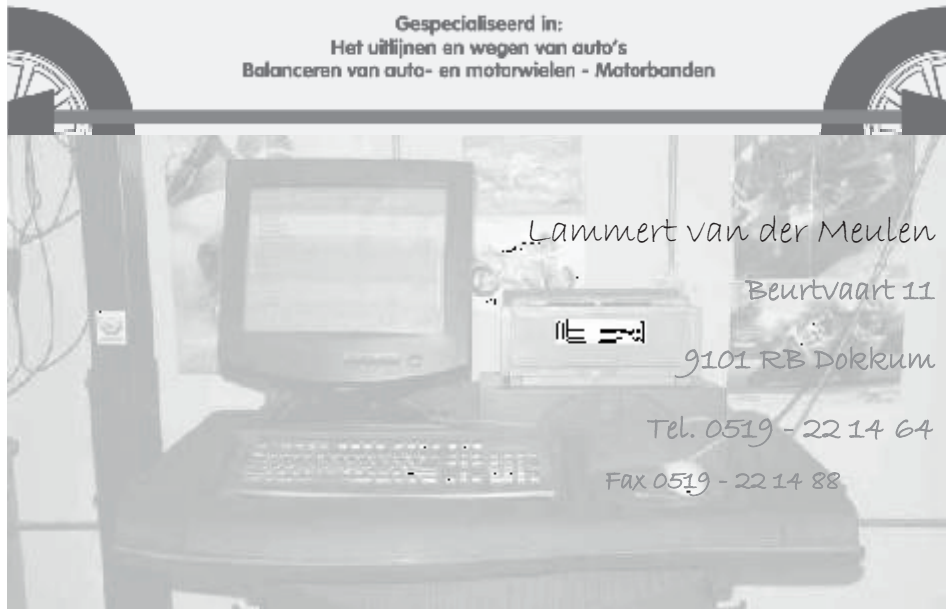 Gespecialiseerd in:
Het uitlijnen en wegen van auto's
Balanceren van auto- en motorwielen - Motorbanden
Lammert van der Meulen
Beurtvaart 11
9101 RB Dokkum
Tel. 0519 - 22 14 64
Fax 0519 - 22 14 88